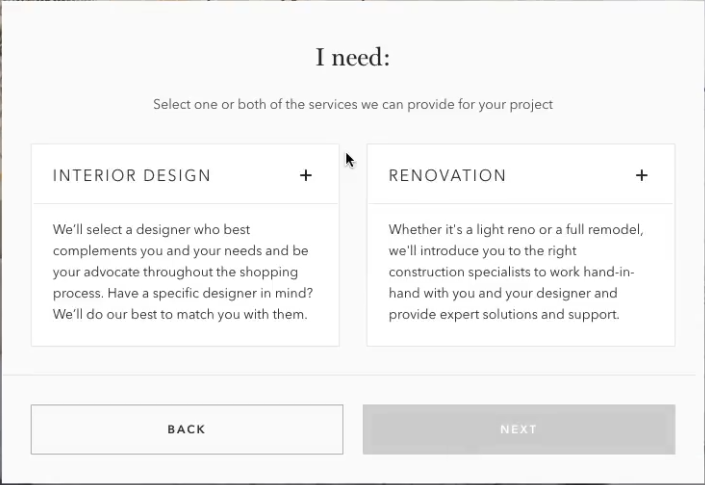 I need:
Select one or both of the services we can provide for your project
INTERIOR DESIGN +
We'll select a designer who best
complements you and your needs and be
your advocate throughout the shopping
process. Have a specific designer in mind?
We'll do our best to match you with them.
RENOVATION +
Whether it's a light reno or a full remodel,
we'll introduce you to the right
construction specialists to work hand-in-
hand with you and your designer and
provide expert solutions and support.
BACK
NEXT